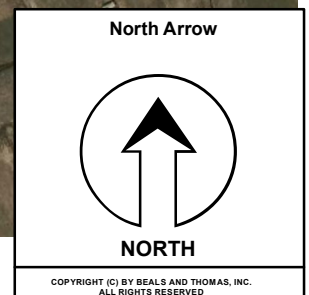 North Arrow
NORTH
COPYRIGHT (C) BY BEALS AND THOMAS, INC.
ALL RIGHTS RESERVED